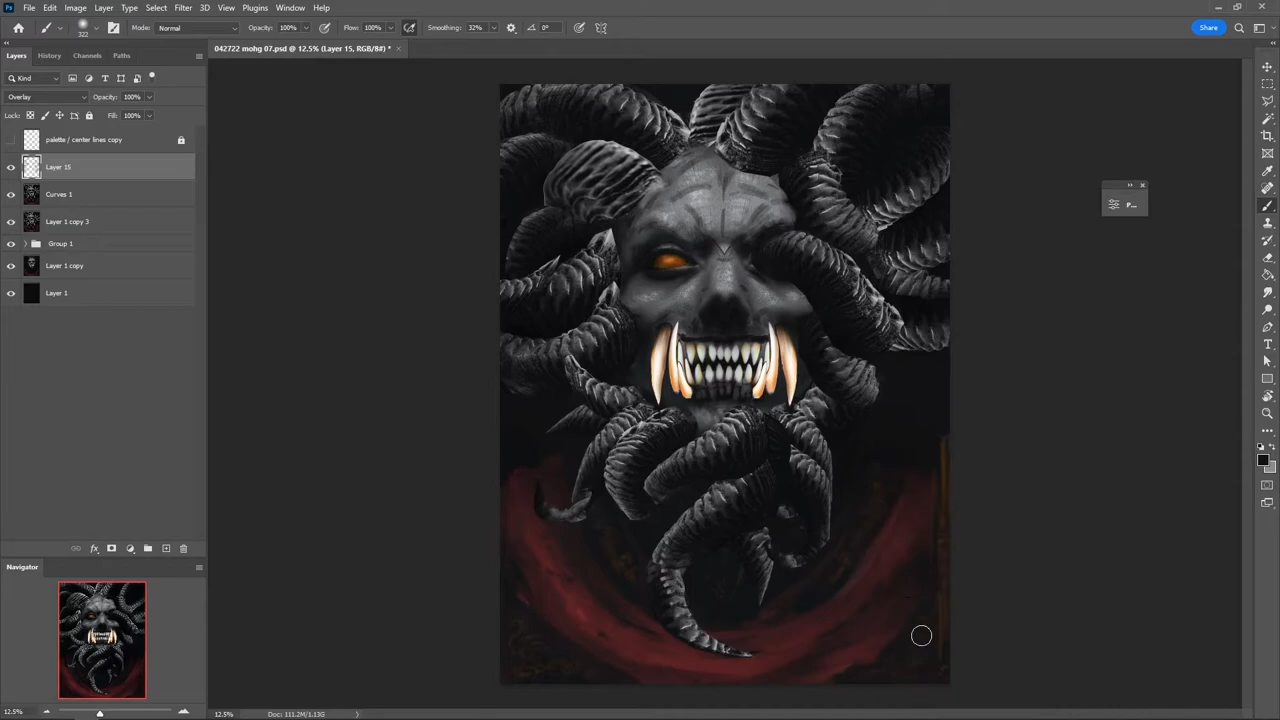 Ps File Edit Image Layer Type Select Filter 3D View Plugins Window Help
322 Mode: Normal Opacity: 100% Flow: 100% Smoothing: 32% 0° Share
Layers History Channels Paths
042722 mohg 07.psd @ 12.5% (Layer 15, RGB/8#) *
Kind
Overlay Opacity: 100%
Lock: Fill: 100%
palette / center lines copy
Layer 15
Curves 1
Layer 1 copy 3
Group 1
Layer 1 copy
Layer 1
P...
fx
Navigator
12.5%
12.5% Doc: 111.2M/1.13G